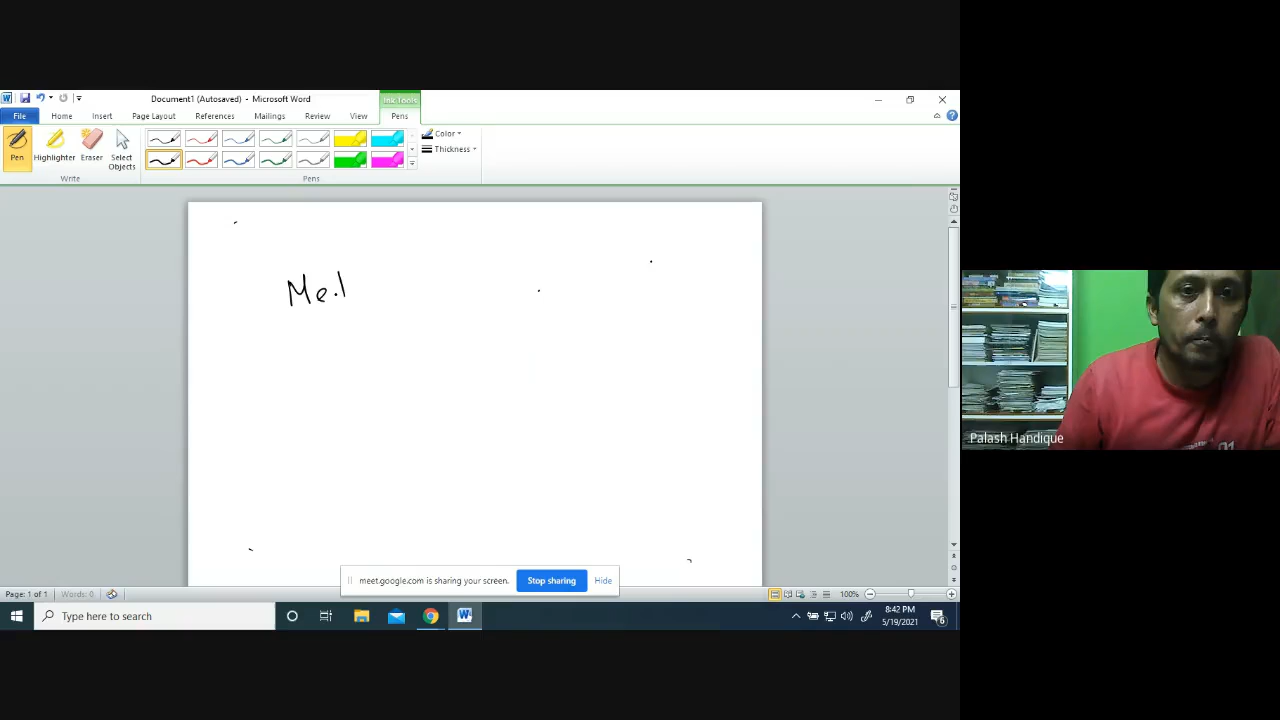 Document1 (Autosaved) - Microsoft Word
Ink Tools
File Home Insert Page Layout References Mailings Review View Pens
Pen Highlighter Eraser Select Objects
Color
Thickness
Write
Pens
Me.l
meet.google.com is sharing your screen. Stop sharing Hide
Page: 1 of 1 Words: 0
100%
Type here to search
8:42 PM
5/19/2021
6
Palash Handique